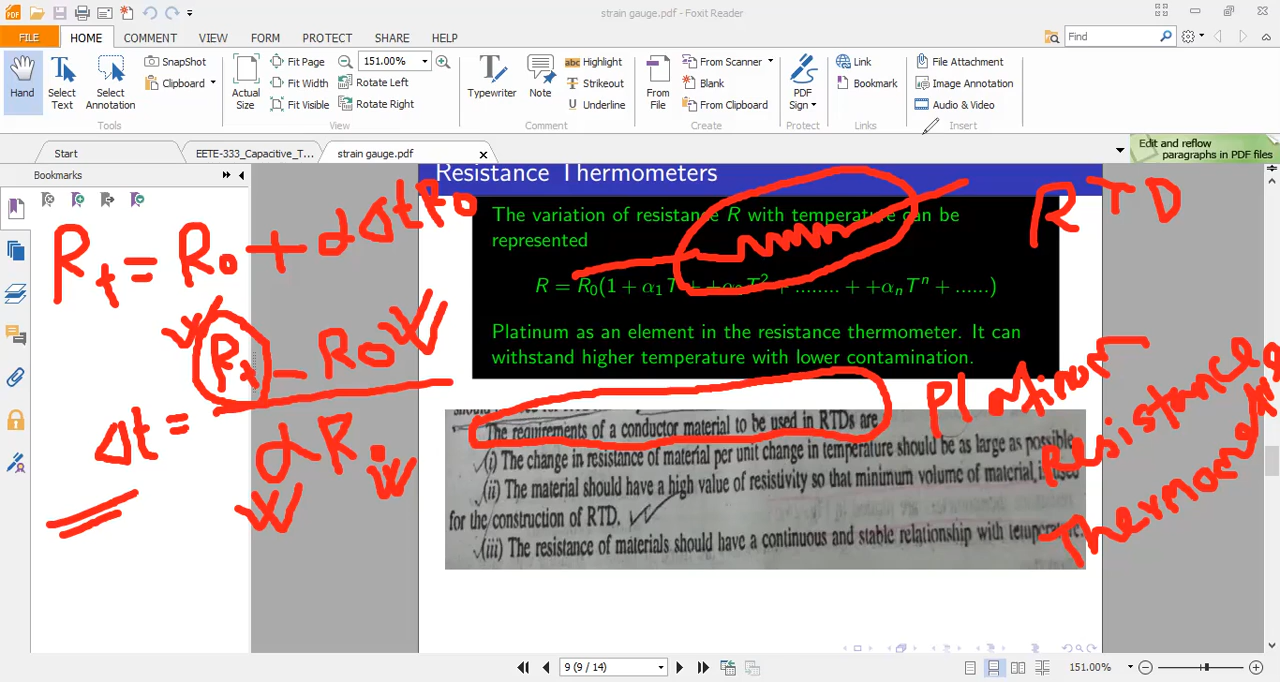 strain gauge.pdf - Foxit Reader
FILE HOME COMMENT VIEW FORM PROTECT SHARE HELP
Find
Hand
Select Text
Select Annotation
SnapShot
Clipboard
Tools
Actual Size
Fit Page
Fit Width
Fit Visible
151.00%
Rotate Left
Rotate Right
View
Typewriter
Note
Highlight
Strikeout
Underline
Comment
From File
From Scanner
Blank
From Clipboard
Create
PDF Sign
Protect
Link
Bookmark
Links
File Attachment
Image Annotation
Audio & Video
Insert
Start EETE-333_Capacitive_T... strain gauge.pdf
Edit and reflow
paragraphs in PDF files
Bookmarks
Resistance Thermometers
The variation of resistance R with temperature can be
represented
R = R₀(1 + α₁T + +α₂T² + ........ + +αₙTⁿ + ......)
Platinum as an element in the resistance thermometer. It can
withstand higher temperature with lower contamination.
The requirements of a conductor material to be used in RTDs are
(i) The change in resistance of material per unit change in temperature should be as large as possible
(ii) The material should have a high value of resistivity so that minimum volume of material is used
for the construction of RTD.
(iii) The resistance of materials should have a continuous and stable relationship with temperature.
Rt = R0 + αΔtR0
Δt = Rt - R0
αR0
RTD
Platinom
Resistance
9 (9 / 14)
151.00%